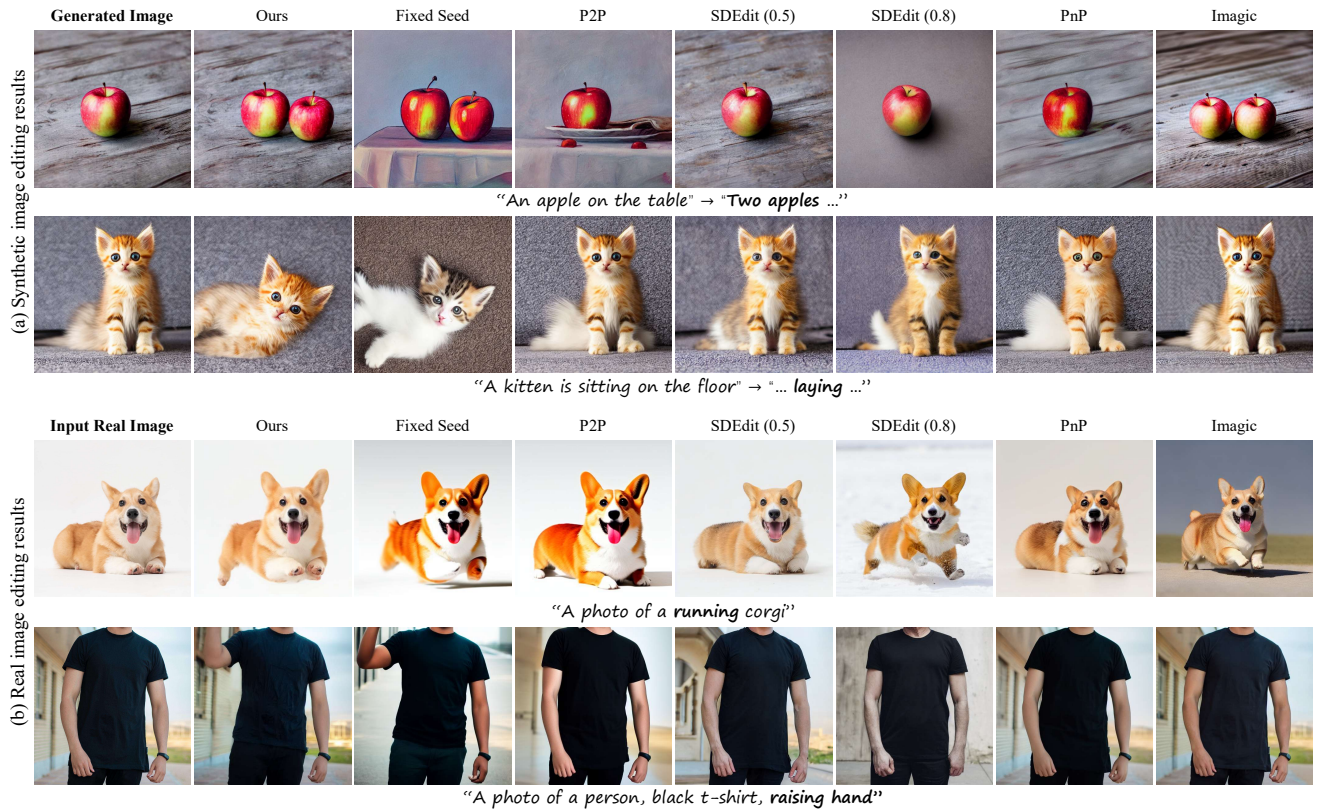 Generated Image Ours Fixed Seed P2P SDEdit (0.5) SDEdit (0.8) PnP Imagic
(a) Synthetic image editing results
“An apple on the table” → “Two apples ...”
“A kitten is sitting on the floor” → “... laying ...”
Input Real Image Ours Fixed Seed P2P SDEdit (0.5) SDEdit (0.8) PnP Imagic
(b) Real image editing results
“A photo of a running corgi”
“A photo of a person, black t-shirt, raising hand”